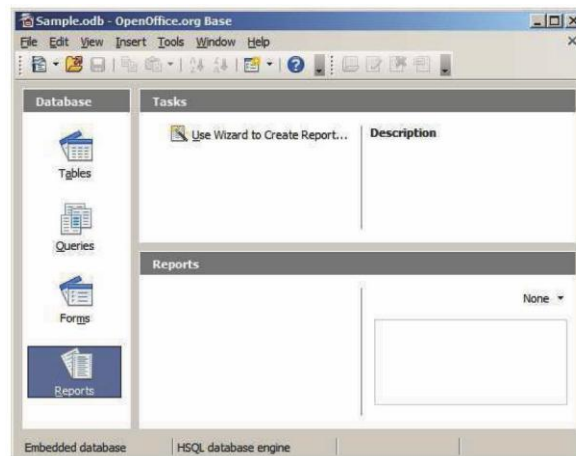 Sample.odb - OpenOffice.org Base
File Edit View Insert Tools Window Help
Database
Tables
Queries
Forms
Reports
Tasks
Use Wizard to Create Report...
Description
Reports
None
Embedded database HSQL database engine